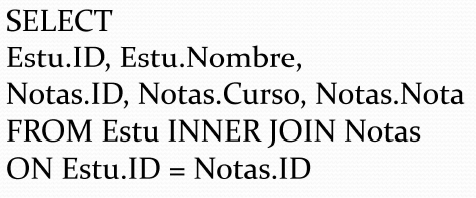 SELECT
Estu.ID, Estu.Nombre,
Notas.ID, Notas.Curso, Notas.Nota
FROM Estu INNER JOIN Notas
ON Estu.ID = Notas.ID